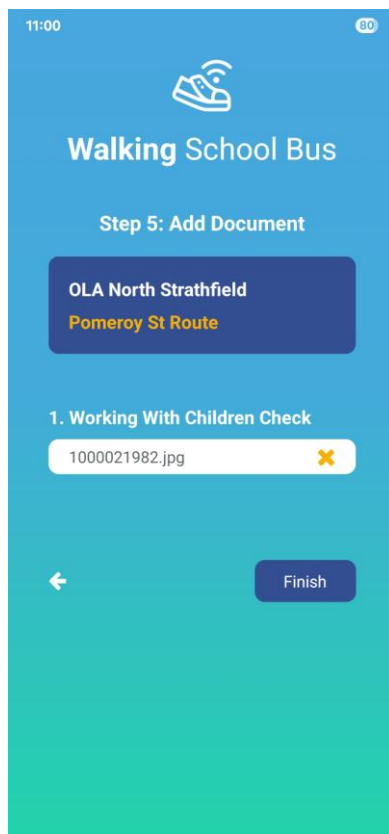 11:00
80
Walking School Bus
Step 5: Add Document
OLA North Strathfield
Pomeroy St Route
1. Working With Children Check
1000021982.jpg
Finish